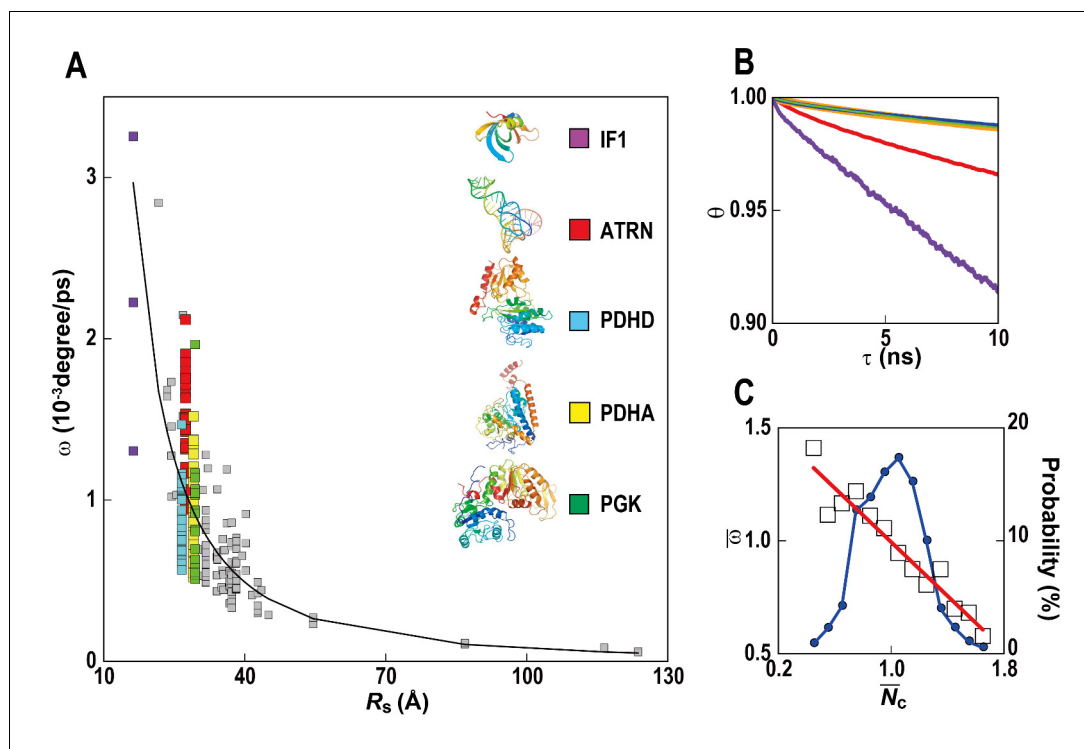 A
ω (10⁻³degree/ps)
3
2
1
0
10
40
70
100
130
Rs (Å)
IF1
ATRN
PDHD
PDHA
PGK
B
θ
1.00
0.95
0.90
0
5
10
τ (ns)
C
ω̅
1.5
1.0
0.5
0.2
1.0
1.8
N̅c
20
10
0
Probability (%)